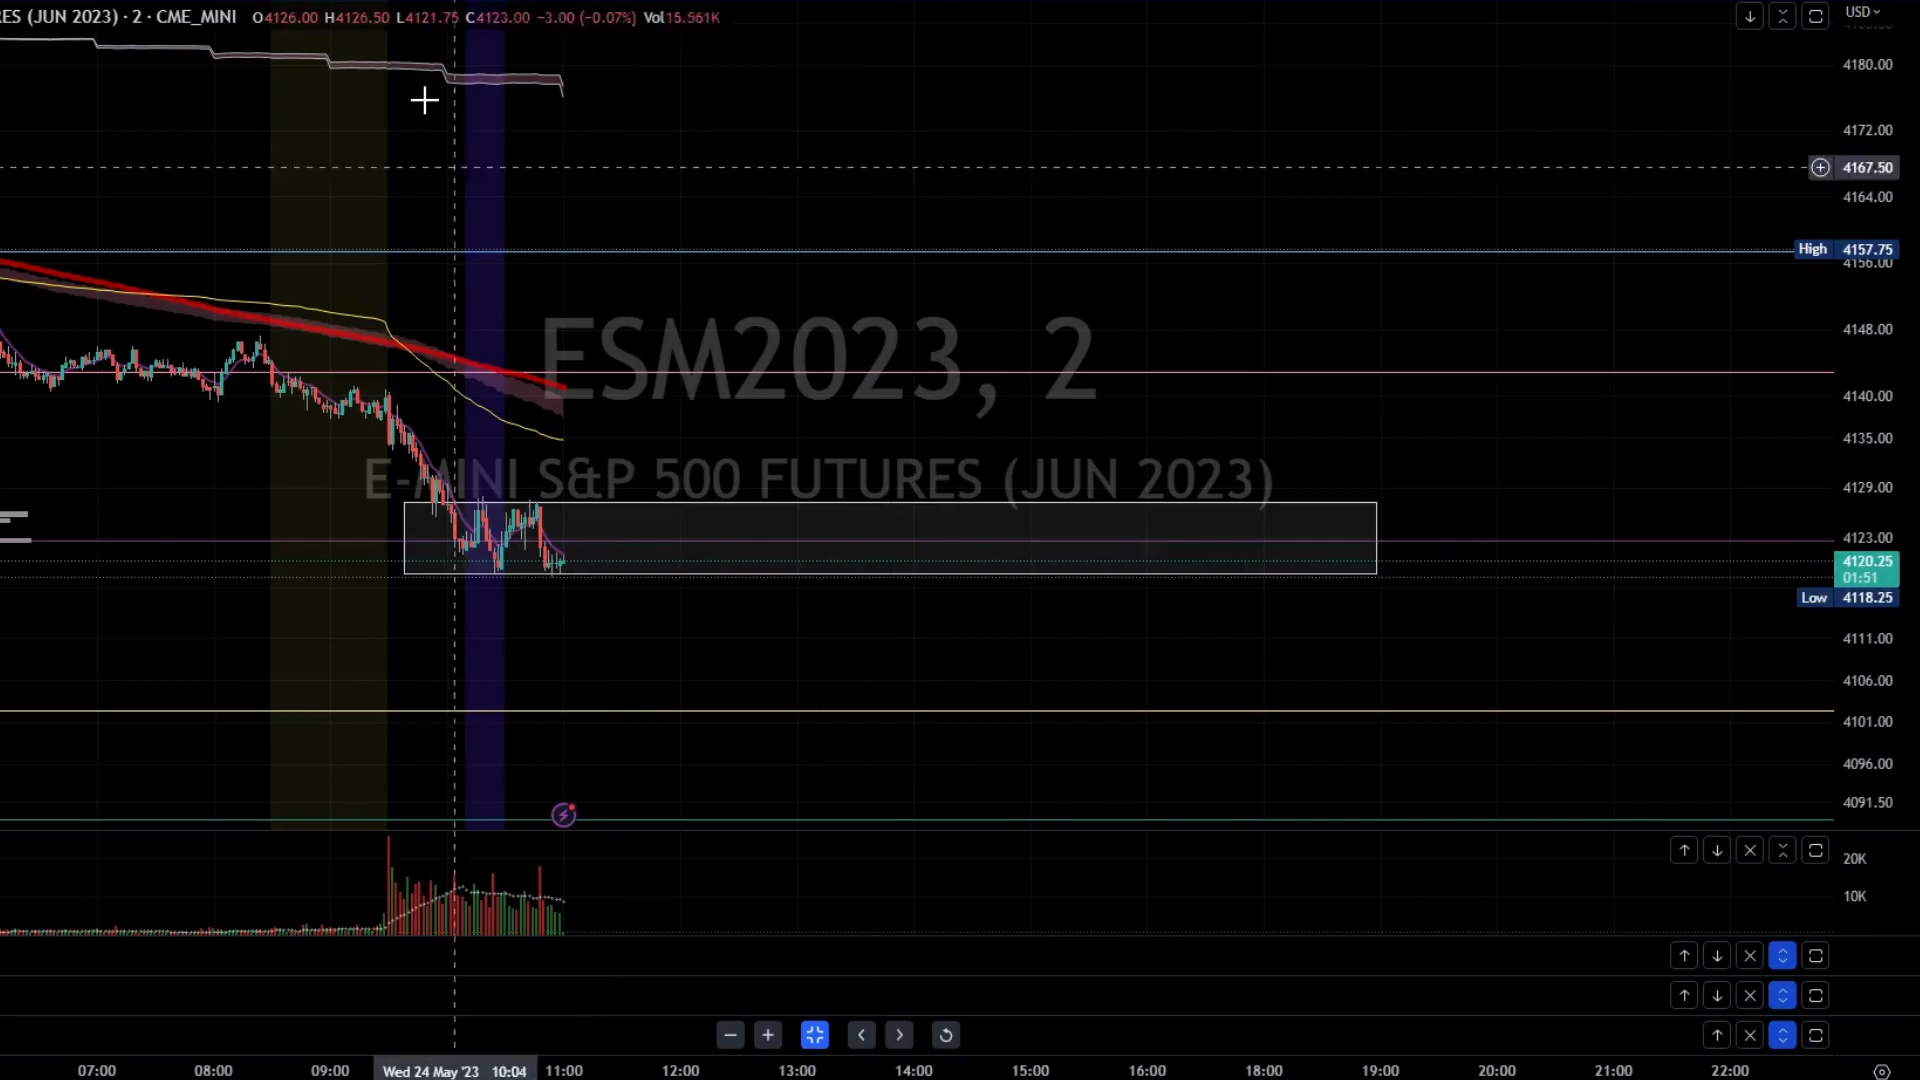 RES (JUN 2023) · 2 · CME_MINI O4126.00 H4126.50 L4121.75 C4123.00 −3.00 (−0.07%) Vol15.561K
USD
4180.00
4172.00
4167.50
4164.00
High 4157.75
4156.00
4148.00
4140.00
4135.00
4129.00
4123.00
4120.25
01:51
Low 4118.25
4111.00
4106.00
4101.00
4096.00
4091.50
ESM2023, 2
E-MINI S&P 500 FUTURES (JUN 2023)
20K
10K
07:00 08:00 09:00 Wed 24 May '23 10:04 11:00 12:00 13:00 14:00 15:00 16:00 17:00 18:00 19:00 20:00 21:00 22:00